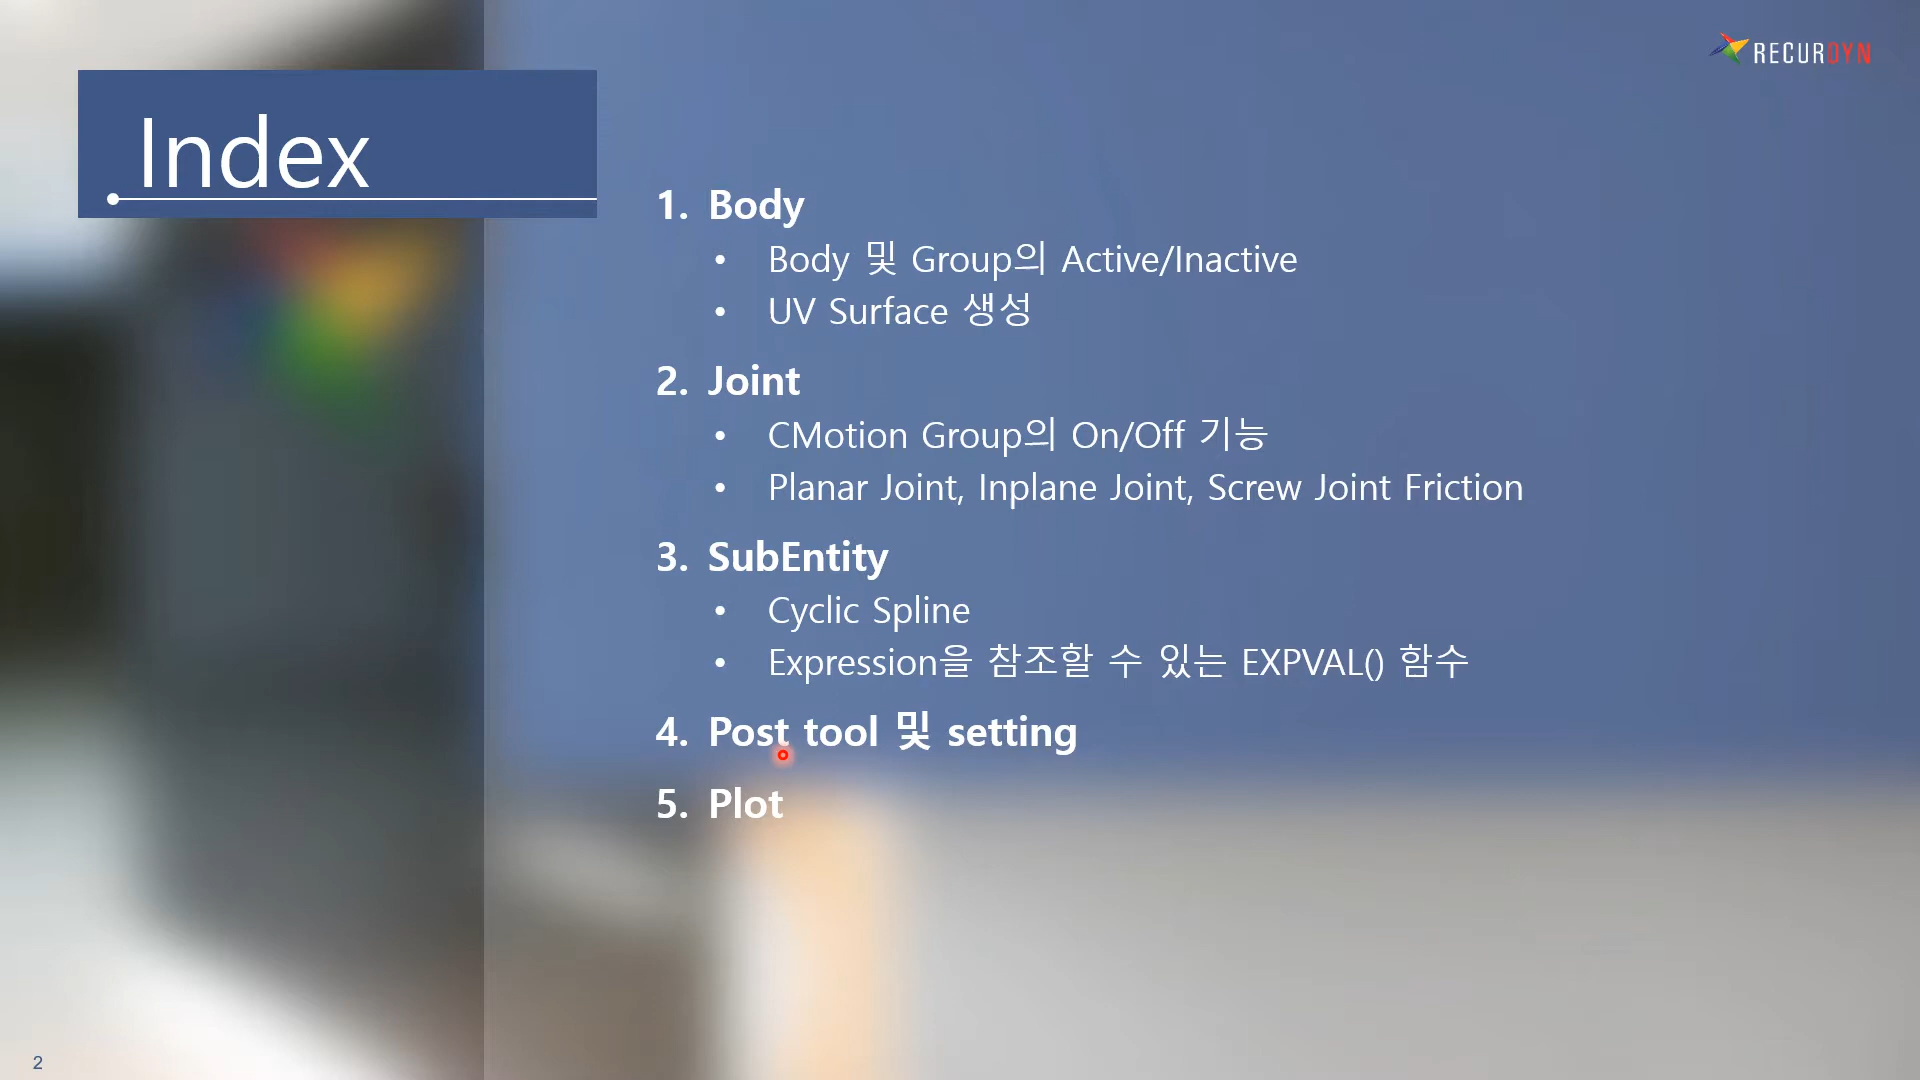 RECURDYN
Index
1. Body
• Body 및 Group의 Active/Inactive
• UV Surface 생성
2. Joint
• CMotion Group의 On/Off 기능
• Planar Joint, Inplane Joint, Screw Joint Friction
3. SubEntity
• Cyclic Spline
• Expression을 참조할 수 있는 EXPVAL() 함수
4. Post tool 및 setting
5. Plot
2